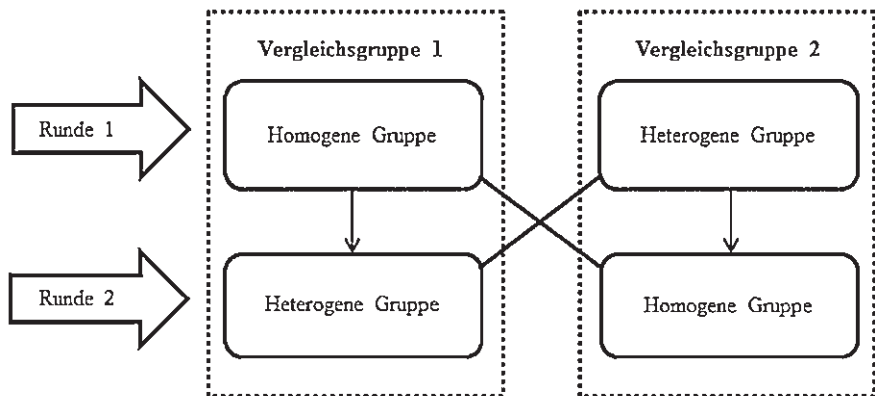 Vergleichsgruppe 1
Vergleichsgruppe 2
Runde 1
Homogene Gruppe
Heterogene Gruppe
Runde 2
Heterogene Gruppe
Homogene Gruppe